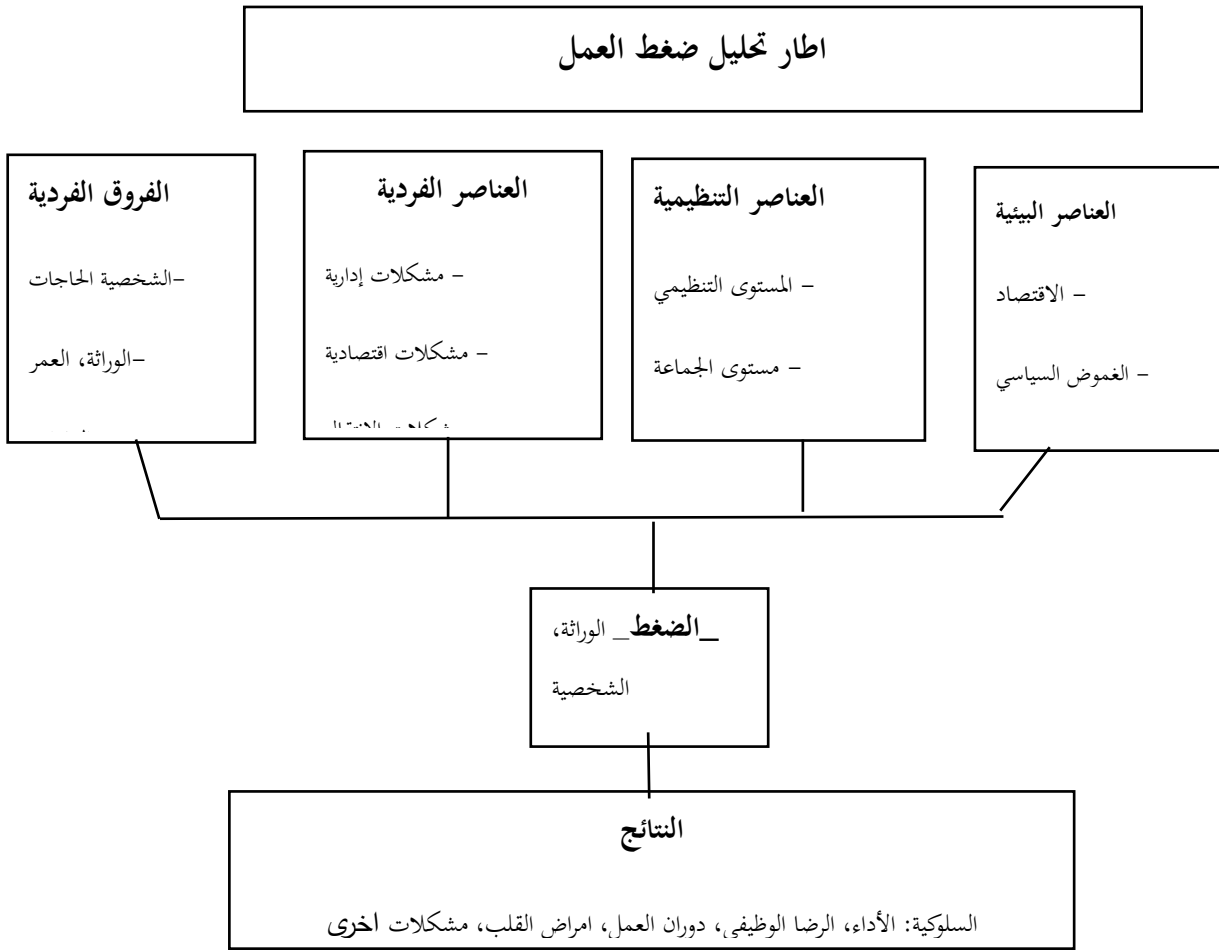 اطار تحليل ضغط العمل
العناصر البيئية
– الاقتصاد
– الغموض السياسي
العناصر التنظيمية
– المستوى التنظيمي
– مستوى الجماعة
العناصر الفردية
– مشكلات إدارية
– مشكلات اقتصادية
الفروق الفردية
–الشخصية الحاجات
–الوراثة، العمر
_الضغط_ الوراثة،
الشخصية
النتائج
السلوكية: الأداء، الرضا الوظيفي، دوران العمل، امراض القلب، مشكلات اخرى